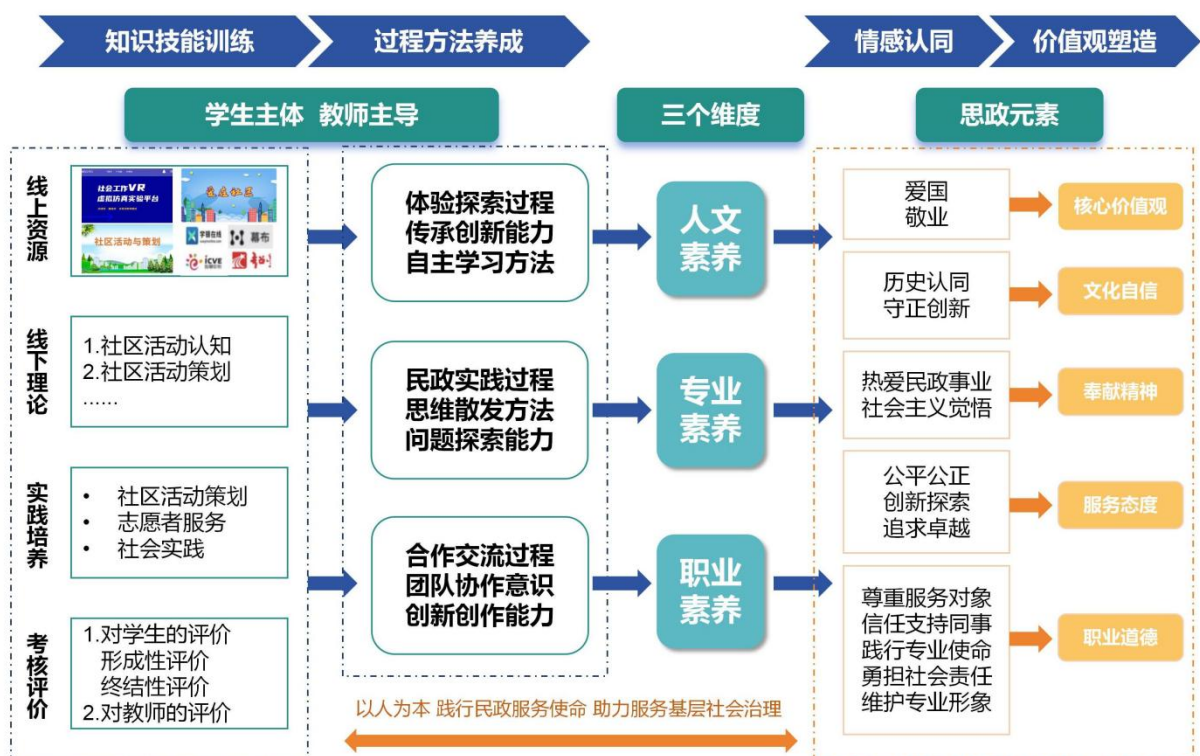 知识技能训练
过程方法养成
情感认同
价值观塑造
学生主体 教师主导
三个维度
思政元素
线上资源
社会工作VR
虚拟仿真实验平台
社区活动与策划
学银在线
幕布
iCVE
体验探索过程
传承创新能力
自主学习方法
人文
素养
爱国
敬业
核心价值观
历史认同
守正创新
文化自信
线下理论
1.社区活动认知
2.社区活动策划
......
民政实践过程
思维散发方法
问题探索能力
专业
素养
热爱民政事业
社会主义觉悟
奉献精神
实践培养
• 社区活动策划
• 志愿者服务
• 社会实践
合作交流过程
团队协作意识
创新创作能力
职业
素养
公平公正
创新探索
追求卓越
服务态度
考核评价
1.对学生的评价
形成性评价
终结性评价
2.对教师的评价
尊重服务对象
信任支持同事
践行专业使命
勇担社会责任
维护专业形象
职业道德
以人为本 践行民政服务使命 助力服务基层社会治理